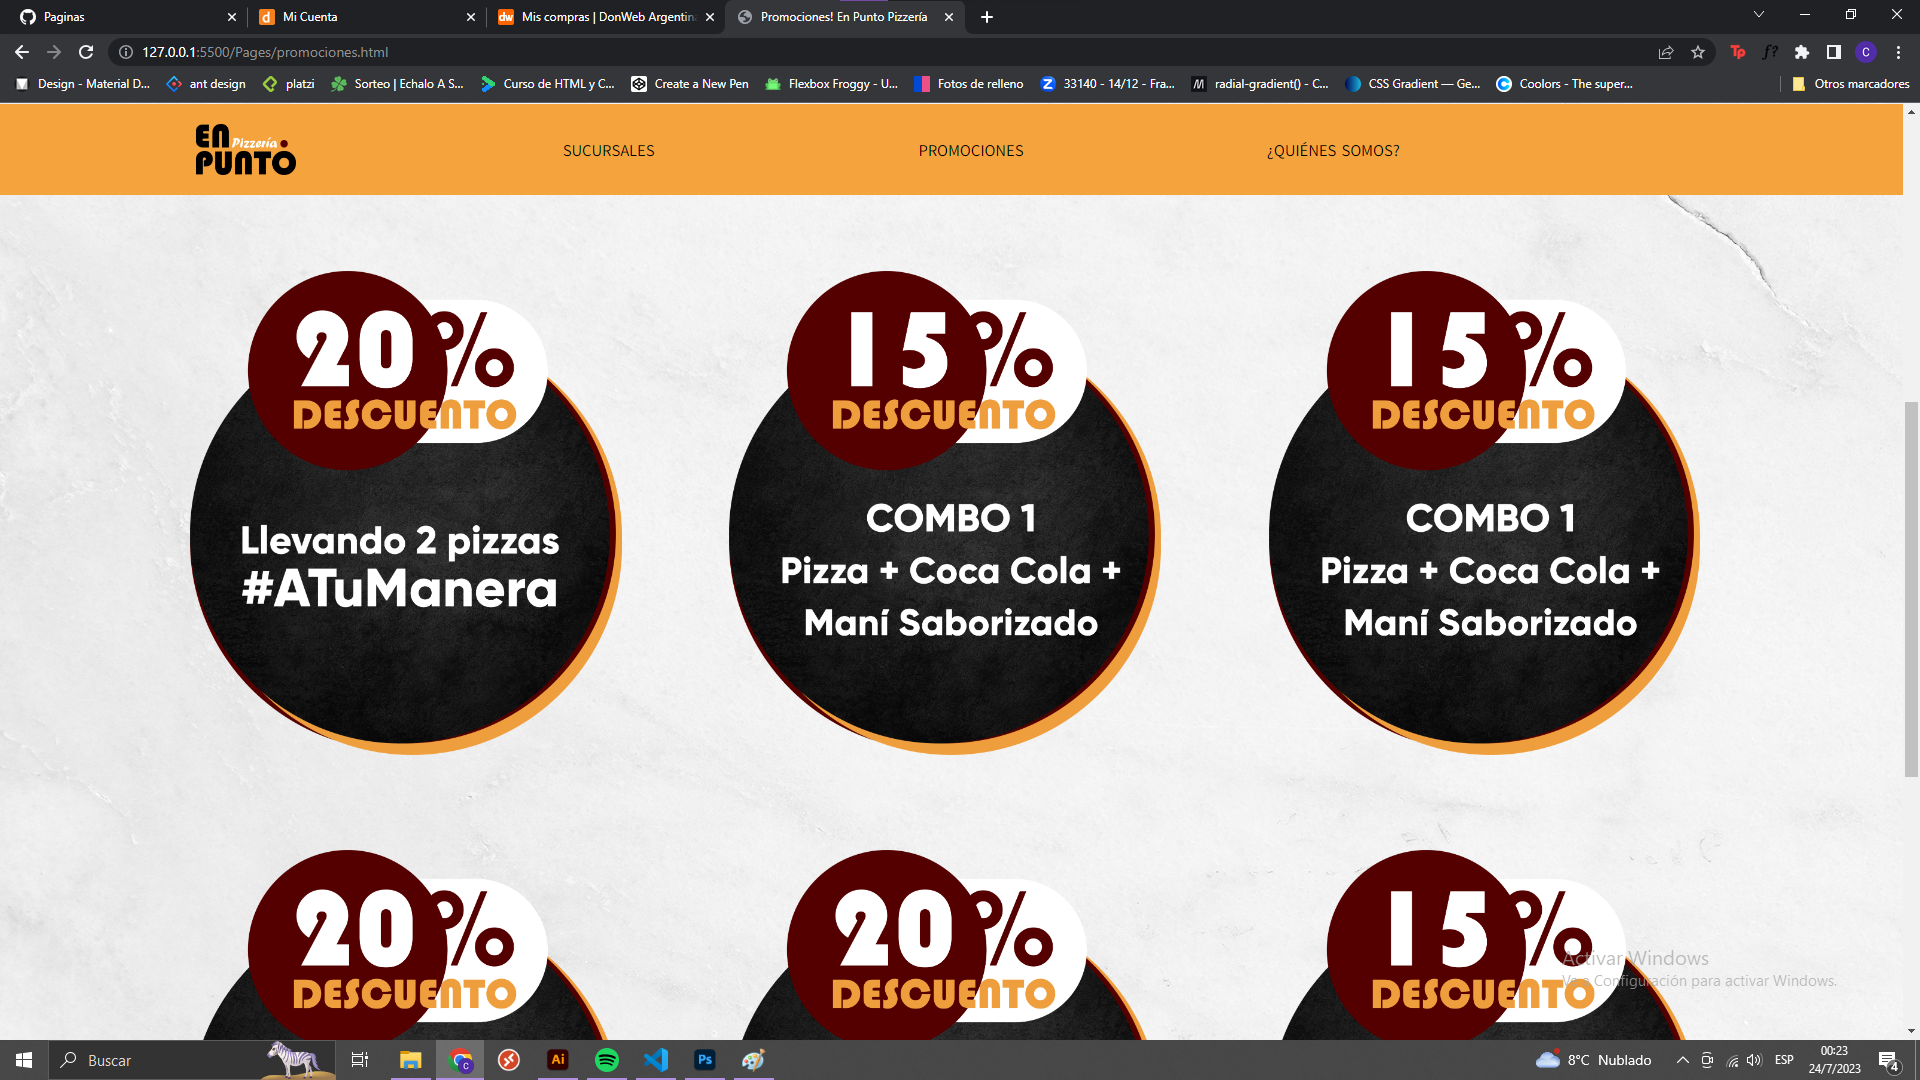 Paginas
Mi Cuenta
Mis compras | DonWeb Argentin
Promociones! En Punto Pizzería
127.0.0.1:5500/Pages/promociones.html
Design - Material D...
ant design
platzi
Sorteo | Echalo A S...
Curso de HTML y C...
Create a New Pen
Flexbox Froggy - U...
Fotos de relleno
33140 - 14/12 - Fra...
radial-gradient() - C...
CSS Gradient — Ge...
Coolors - The super...
Otros marcadores
EN
Pizzería
PUNTO
SUCURSALES
PROMOCIONES
¿QUIÉNES SOMOS?
20%
DESCUENTO
Llevando 2 pizzas
#ATuManera
15%
DESCUENTO
COMBO 1
Pizza + Coca Cola +
Maní Saborizado
15%
DESCUENTO
COMBO 1
Pizza + Coca Cola +
Maní Saborizado
20%
DESCUENTO
20%
DESCUENTO
15%
DESCUENTO
Activar Windows
Ve a Configuración para activar Windows.
Buscar
8°C Nublado
ESP
00:23
24/7/2023
4